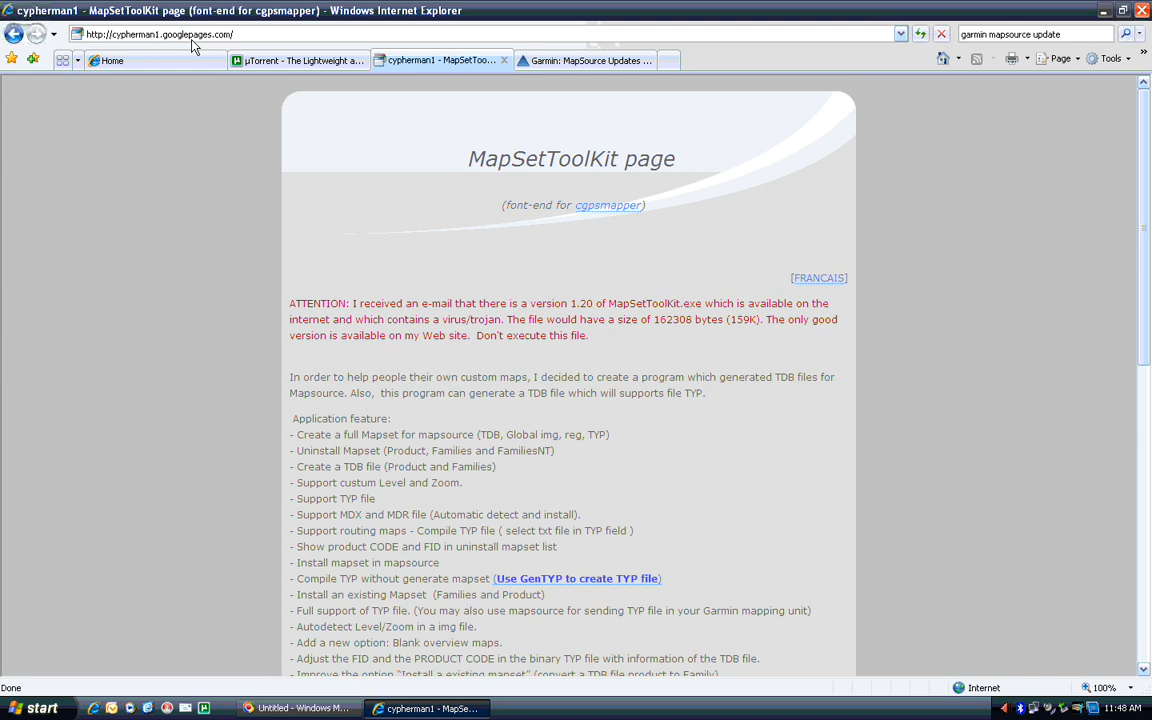 cypherman1 - MapSetToolKit page (font-end for cgpsmapper) - Windows Internet Explorer
http://cypherman1.googlepages.com/
garmin mapsource update
Home
µTorrent - The Lightweight a...
cypherman1 - MapSetToo...
Garmin: MapSource Updates ...
Page
Tools
MapSetToolKit page
(font-end for cgpsmapper)
[FRANCAIS]
ATTENTION: I received an e-mail that there is a version 1.20 of MapSetToolKit.exe which is available on the
internet and which contains a virus/trojan. The file would have a size of 162308 bytes (159K). The only good
version is available on my Web site. Don't execute this file.
In order to help people their own custom maps, I decided to create a program which generated TDB files for
Mapsource. Also, this program can generate a TDB file which will supports file TYP.
Application feature:
- Create a full Mapset for mapsource (TDB, Global img, reg, TYP)
- Uninstall Mapset (Product, Families and FamiliesNT)
- Create a TDB file (Product and Families)
- Support custum Level and Zoom.
- Support TYP file
- Support MDX and MDR file (Automatic detect and install).
- Support routing maps - Compile TYP file ( select txt file in TYP field )
- Show product CODE and FID in uninstall mapset list
- Install mapset in mapsource
- Compile TYP without generate mapset (Use GenTYP to create TYP file)
- Install an existing Mapset (Families and Product)
- Full support of TYP file. (You may also use mapsource for sending TYP file in your Garmin mapping unit)
- Autodetect Level/Zoom in a img file.
- Add a new option: Blank overview maps.
- Adjust the FID and the PRODUCT CODE in the binary TYP file with information of the TDB file.
- Improve the option "Install a existing mapset" (convert a TDB file product to Family)
Done
Internet
100%
start
Untitled - Windows M...
cypherman1 - MapSe...
11:48 AM